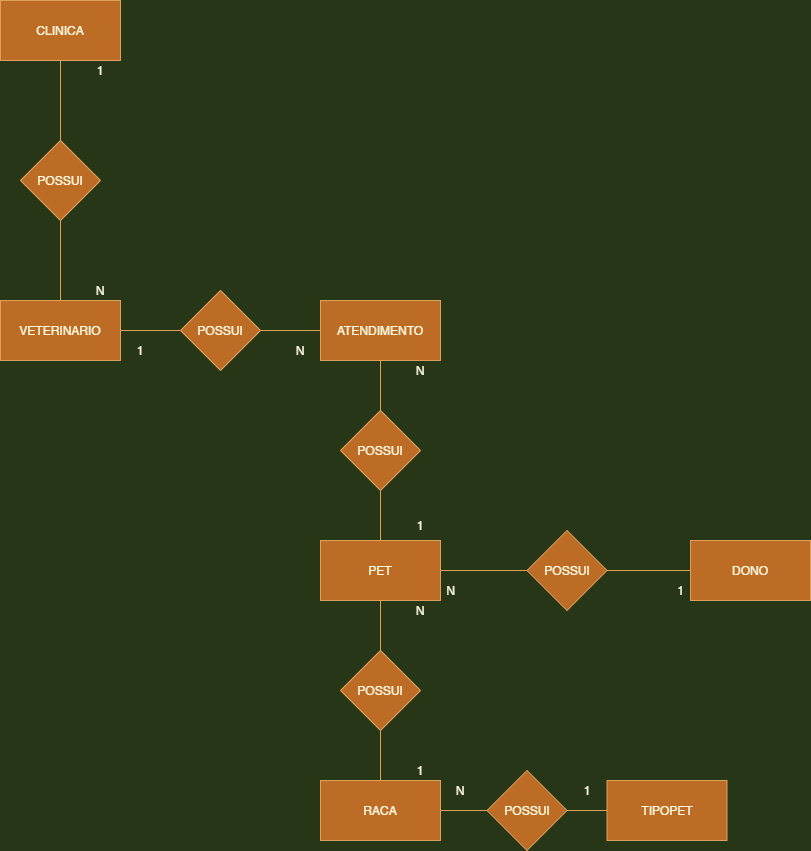 CLINICA
1
POSSUI
N
VETERINARIO
POSSUI
ATENDIMENTO
1
N
N
POSSUI
1
PET
POSSUI
DONO
N
1
N
POSSUI
1
N
1
RACA
POSSUI
TIPOPET